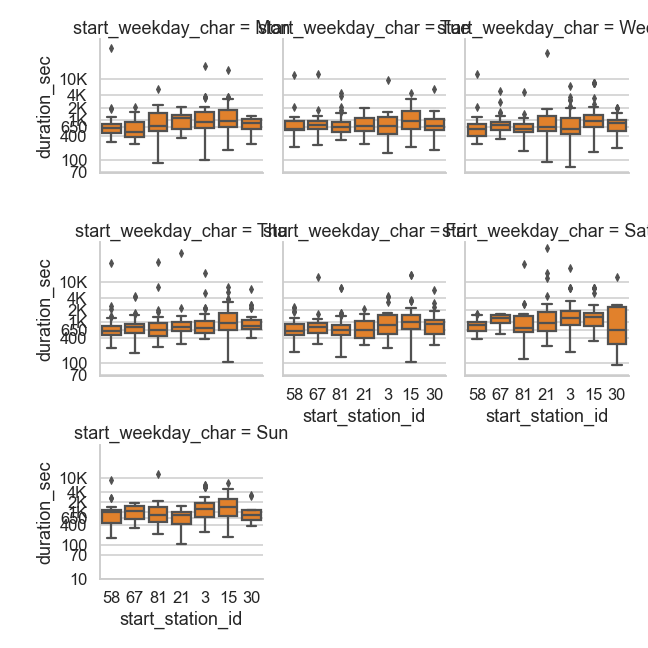 start_weekday_char = Mon
start_weekday_char = Tue
start_weekday_char = Wed
duration_sec
10K
4K
2K
1K
650
400
100
70
start_weekday_char = Thu
start_weekday_char = Fri
start_weekday_char = Sat
duration_sec
10K
4K
2K
1K
650
400
100
70
58 67 81 21 3 15 30
58 67 81 21 3 15 30
start_station_id
start_station_id
start_weekday_char = Sun
duration_sec
10K
4K
2K
1K
650
400
100
70
10
58 67 81 21 3 15 30
start_station_id